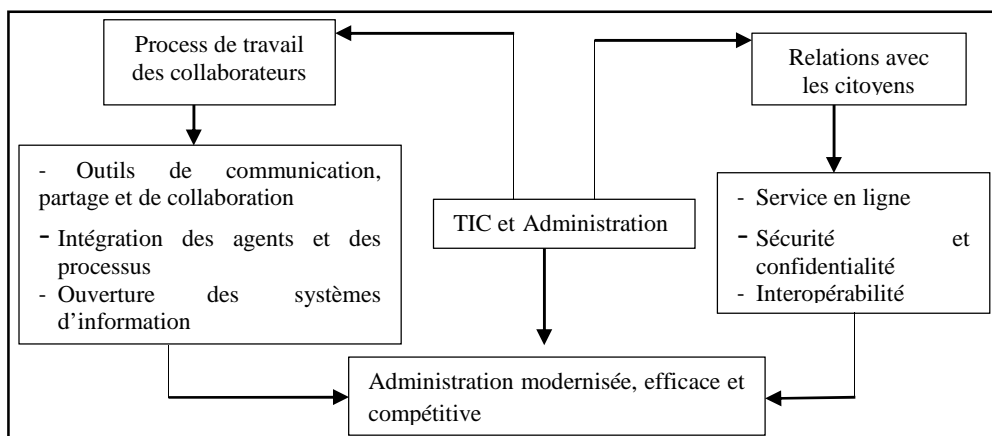 Process de travail
des collaborateurs
Relations avec
les citoyens
- Outils de communication,
partage et de collaboration
- Intégration des agents et des
processus
- Ouverture des systèmes
d’information
TIC et Administration
- Service en ligne
- Sécurité et
confidentialité
- Interopérabilité
Administration modernisée, efficace et
compétitive